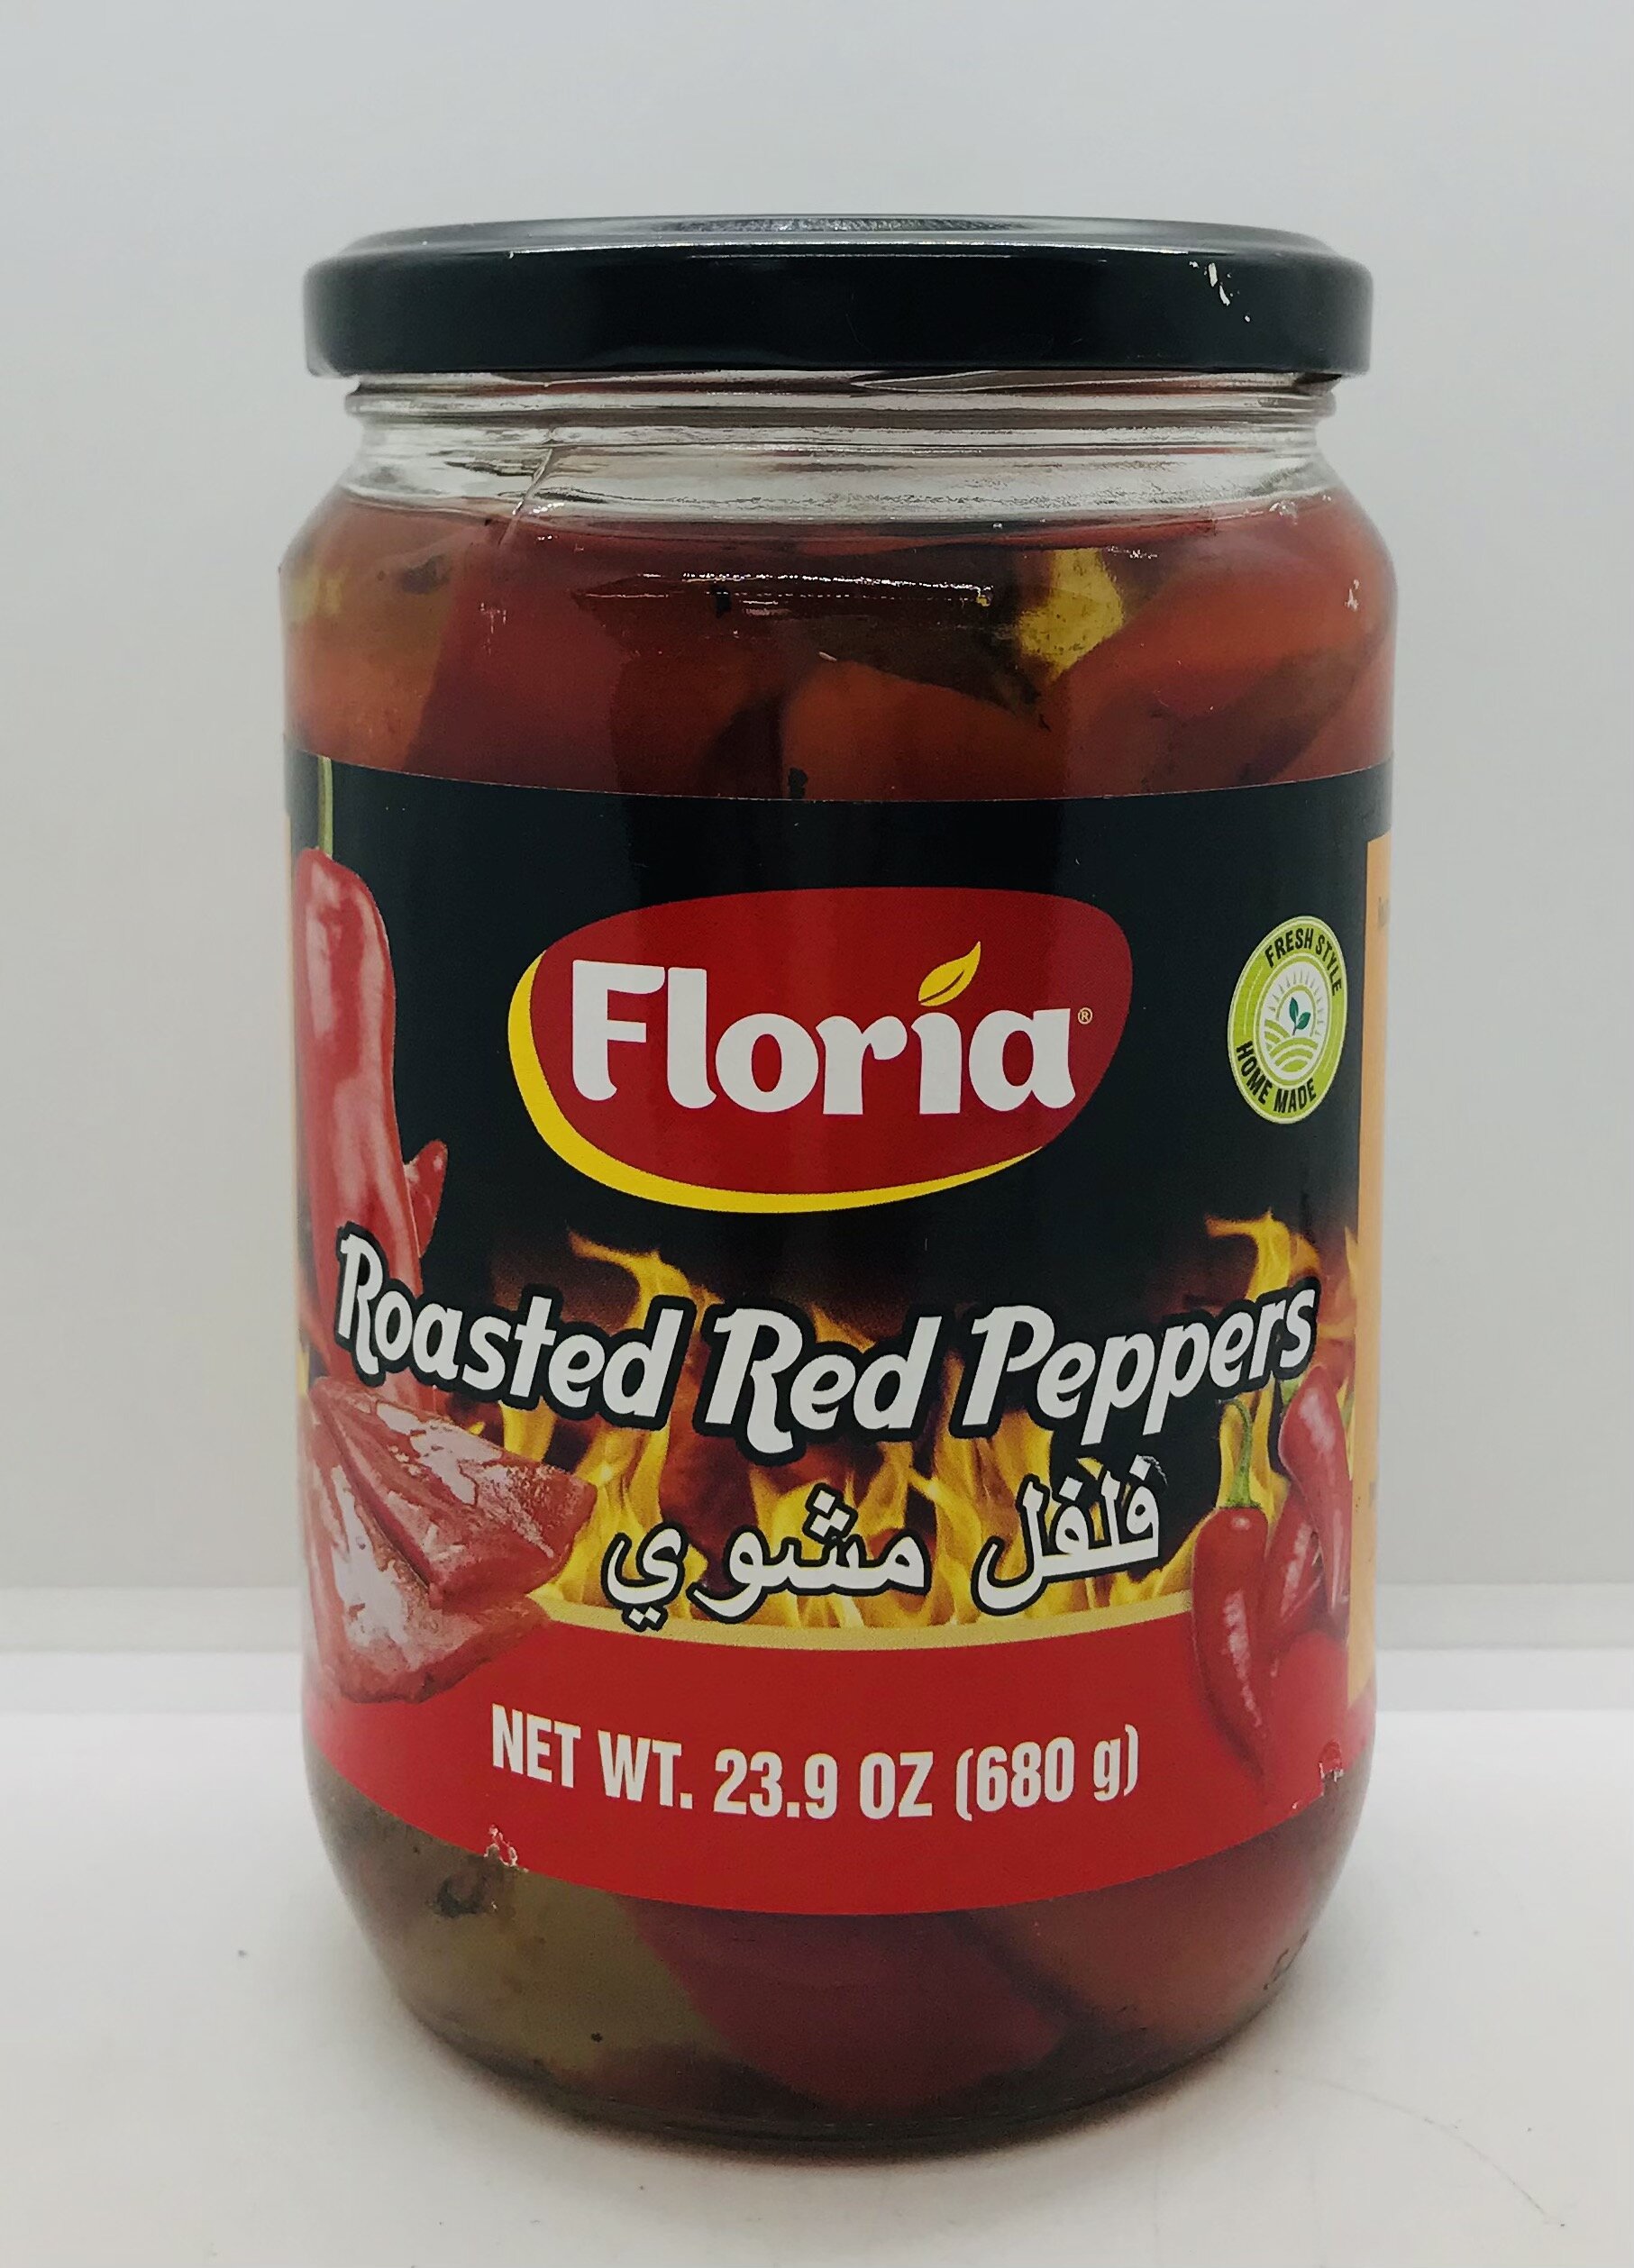 Floria®
FRESH STYLE
HOME MADE
Roasted Red Peppers
فلفل مشوي
NET WT. 23.9 OZ (680 g)